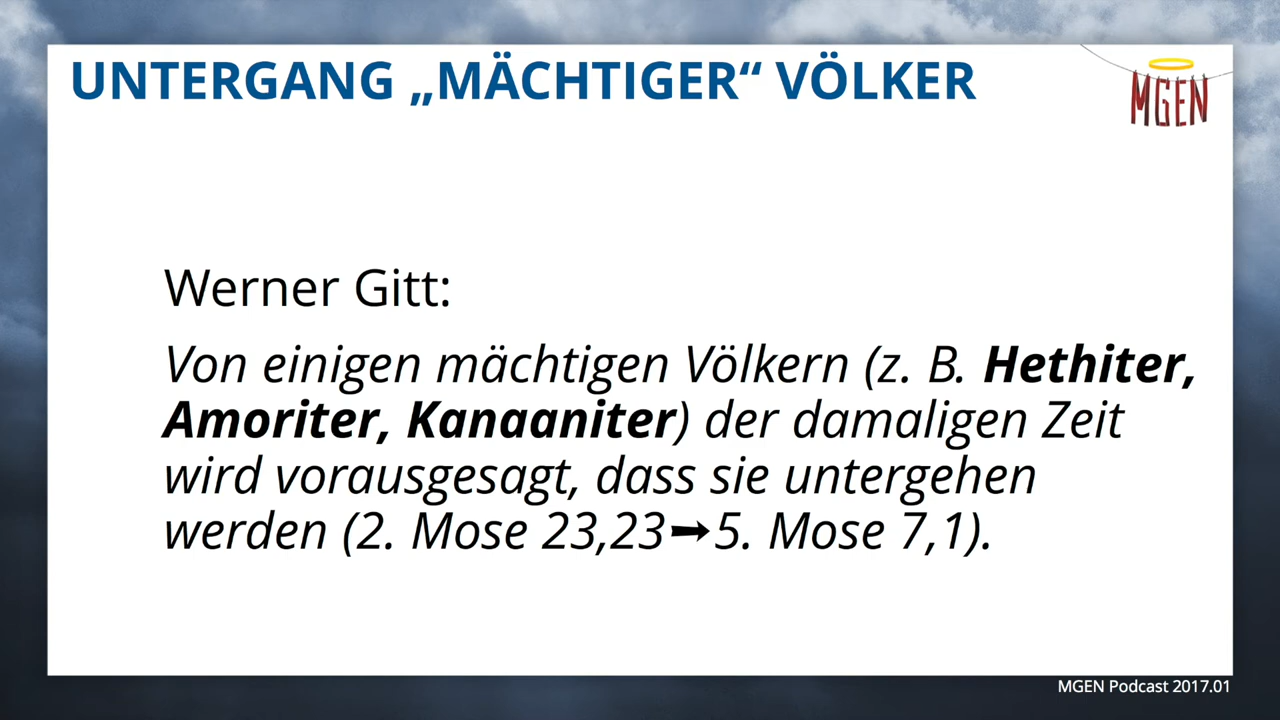 UNTERGANG „MÄCHTIGER“ VÖLKER
MGEN
Werner Gitt:
Von einigen mächtigen Völkern (z. B. Hethiter,
Amoriter, Kanaaniter) der damaligen Zeit
wird vorausgesagt, dass sie untergehen
werden (2. Mose 23,23➡5. Mose 7,1).
MGEN Podcast 2017.01